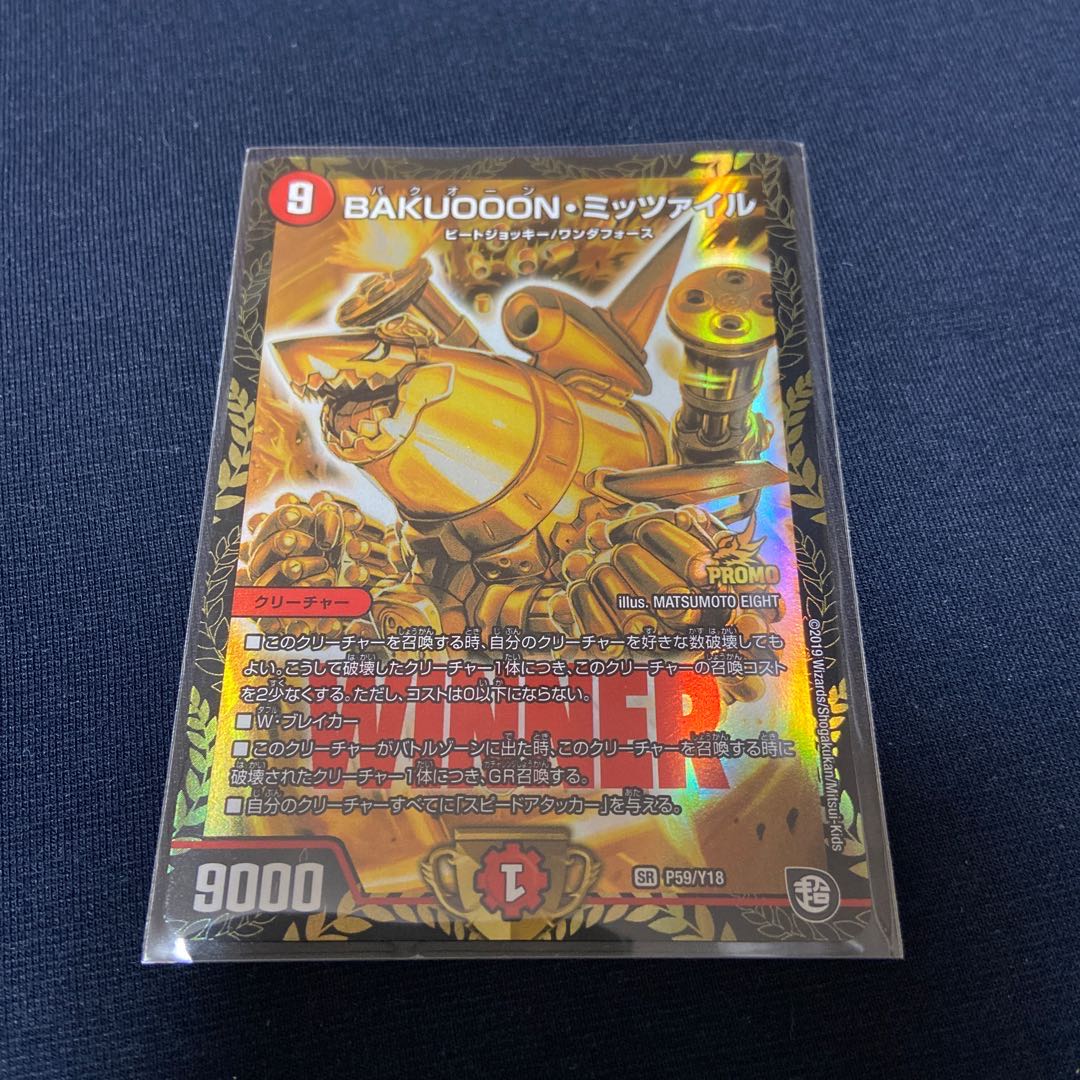 9
バクオーン
BAKUOOON・ミッツァイル
ビートジョッキー/ワンダフォース
PROMO
illus. MATSUMOTO EIGHT
クリーチャー
■このクリーチャーを召喚する時、自分のクリーチャーを好きな数破壊しても
よい。こうして破壊したクリーチャー1体につき、このクリーチャーの召喚コスト
を2少なくする。ただし、コストは0以下にならない。
■W・ブレイカー
■このクリーチャーがバトルゾーンに出た時、このクリーチャーを召喚する時に
破壊されたクリーチャー1体につき、GR召喚する。
■自分のクリーチャーすべてに「スピードアタッカー」を与える。
WINNER
©2019 Wizards/Shogakukan/Mitsui-Kids
9000
1
SR P59/Y18
超